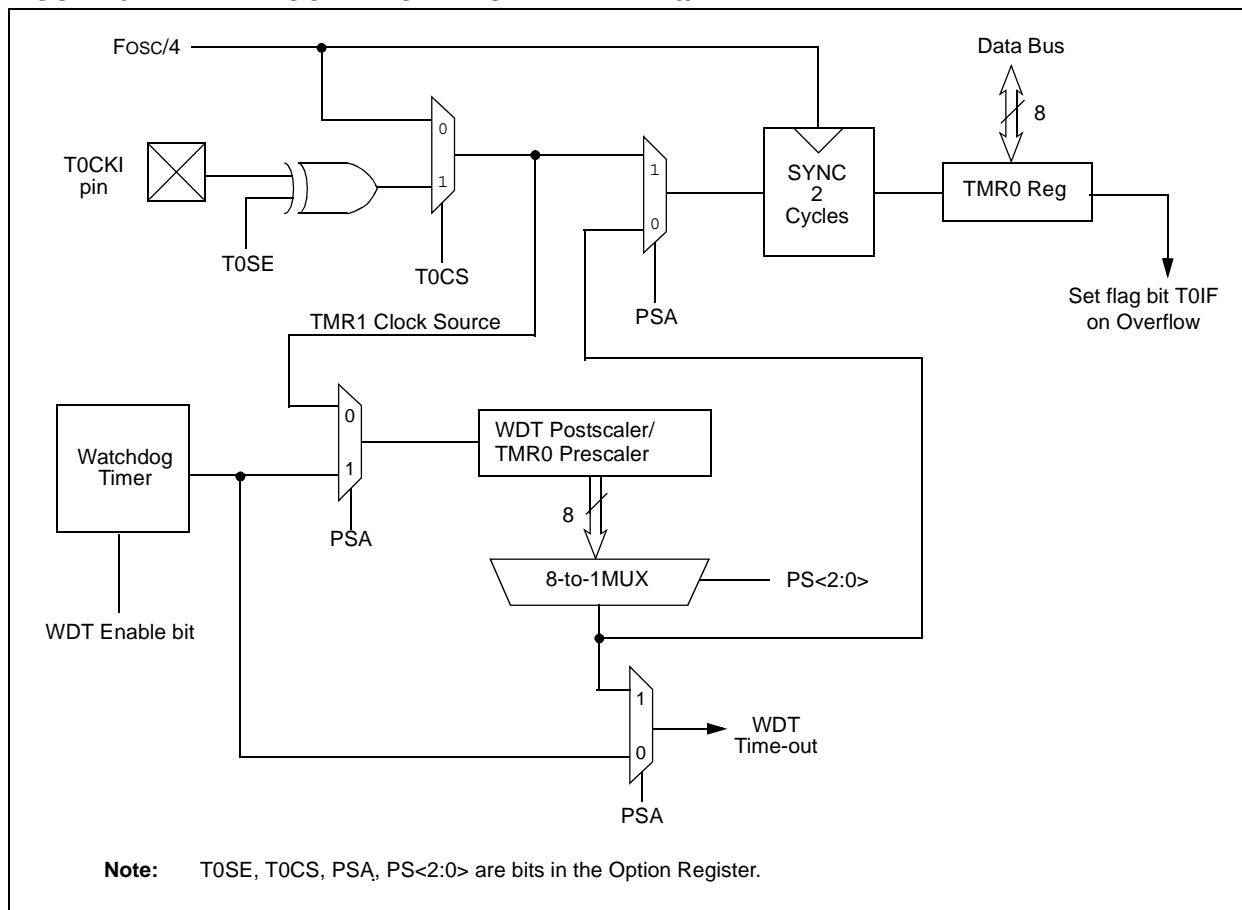 FOSC/4
Data Bus
8
0
T0CKI
pin
1
1
SYNC
2
Cycles
TMR0 Reg
0
T0SE
T0CS
Set flag bit T0IF
on Overflow
PSA
TMR1 Clock Source
0
WDT Postscaler/
TMR0 Prescaler
Watchdog
Timer
1
8
PSA
8-to-1MUX
PS<2:0>
WDT Enable bit
1
WDT
Time-out
0
PSA
Note: T0SE, T0CS, PSA, PS<2:0> are bits in the Option Register.